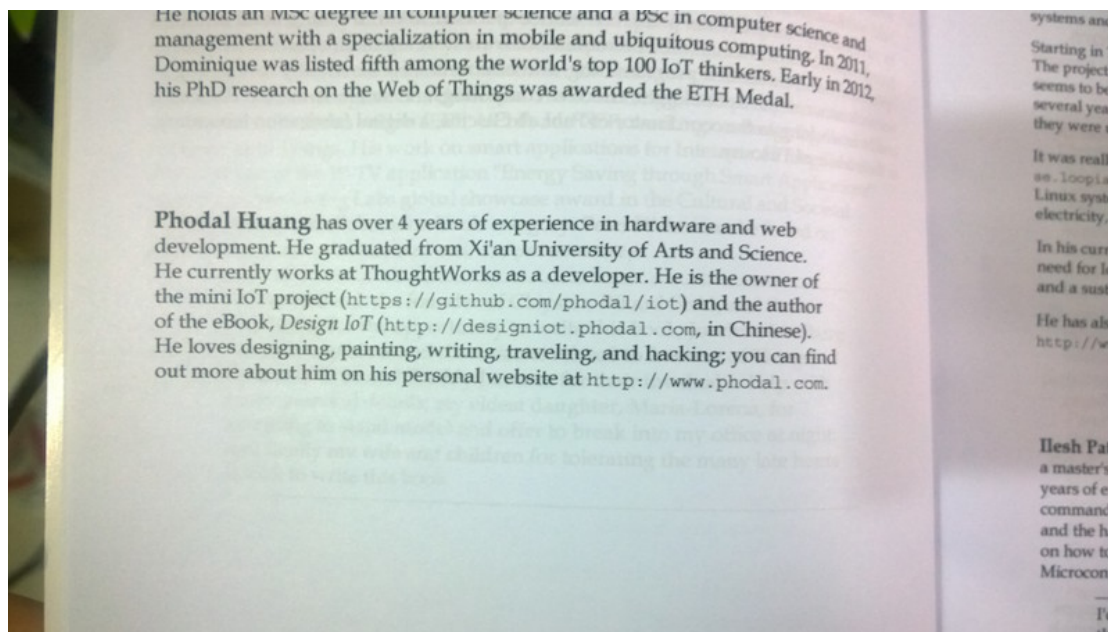 He holds an MSc degree in computer science and a BSc in computer science and
management with a specialization in mobile and ubiquitous computing. In 2011,
Dominique was listed fifth among the world's top 100 IoT thinkers. Early in 2012,
his PhD research on the Web of Things was awarded the ETH Medal.
Phodal Huang has over 4 years of experience in hardware and web
development. He graduated from Xi'an University of Arts and Science.
He currently works at ThoughtWorks as a developer. He is the owner of
the mini IoT project (https://github.com/phodal/iot) and the author
of the eBook, Design IoT (http://designiot.phodal.com, in Chinese).
He loves designing, painting, writing, traveling, and hacking; you can find
out more about him on his personal website at http://www.phodal.com.
systems and
Starting in
The project
seems to be
several yea
they were
It was reall
se.loopia
Linux syst
electricity,
In his curr
need for l
and a sust
He has als
http://w
Ilesh Pa
a master's
years of e
command
and the h
on how to
Microcon